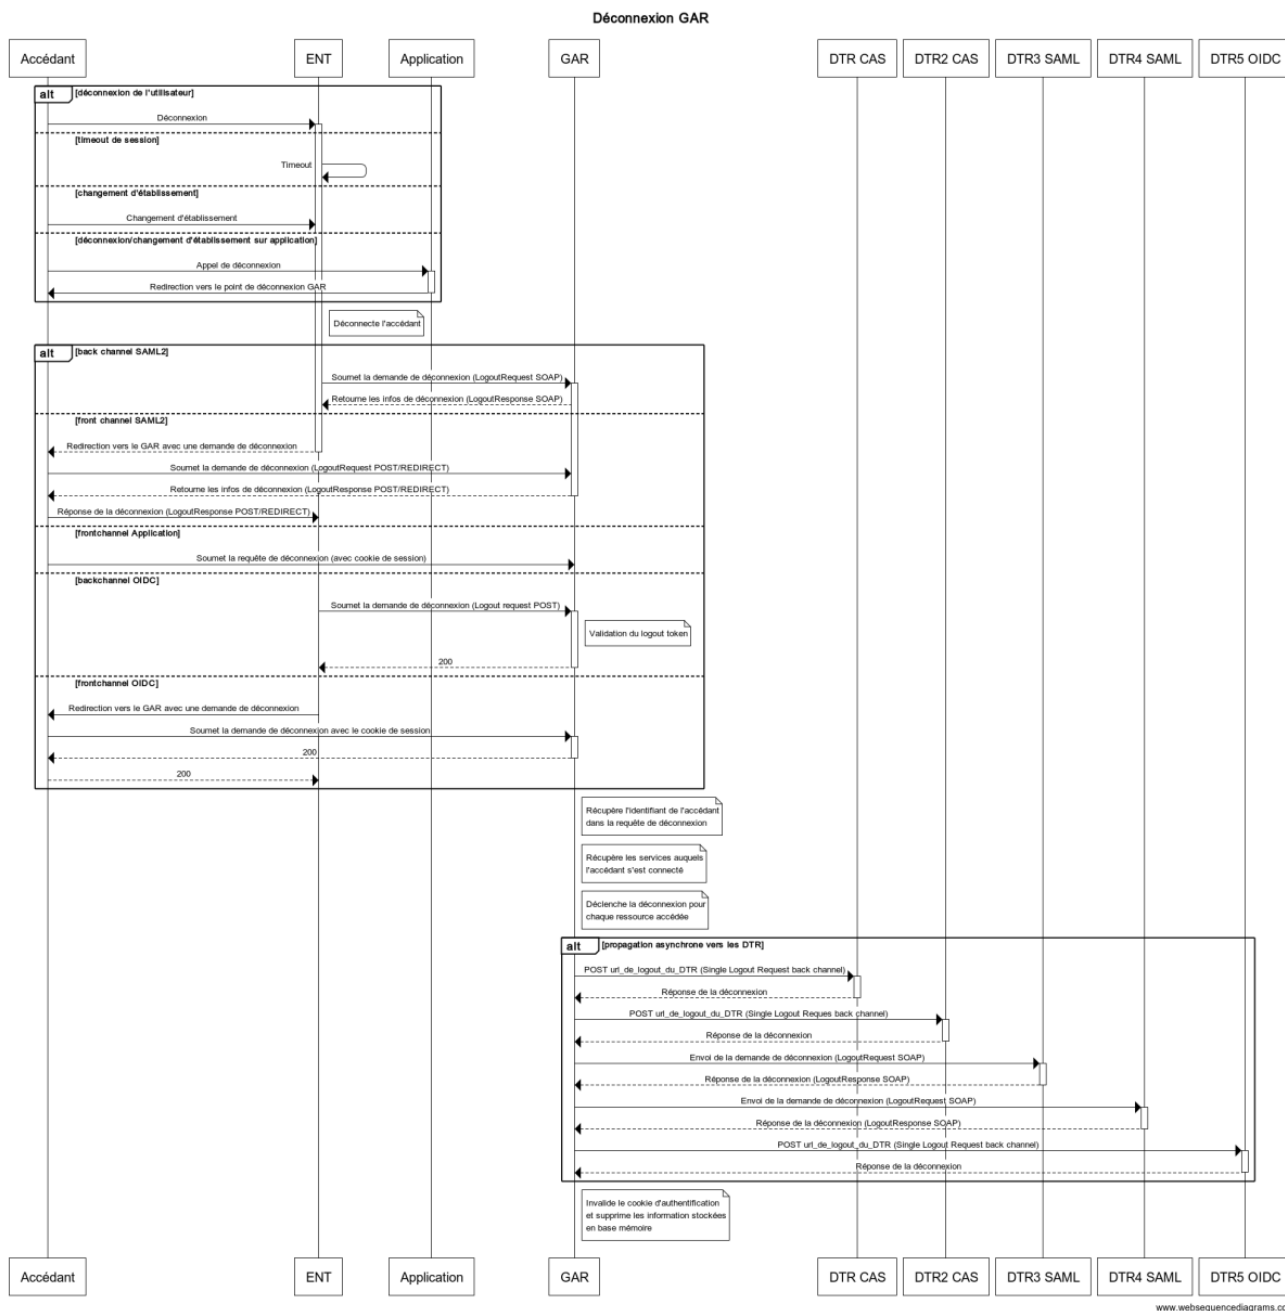 Déconnexion GAR
Accédant
ENT
Application
GAR
DTR CAS
DTR2 CAS
DTR3 SAML
DTR4 SAML
DTR5 OIDC
alt
[déconnexion de l'utilisateur]
Déconnexion
[timeout de session]
Timeout
[changement d'établissement]
Changement d'établissement
[déconnexion/changement d'établissement sur application]
Appel de déconnexion
Redirection vers le point de déconnexion GAR
Déconnecte l'accédant
alt
[back channel SAML2]
Soumet la demande de déconnexion (LogoutRequest SOAP)
Retourne les infos de déconnexion (LogoutResponse SOAP)
[front channel SAML2]
Redirection vers le GAR avec une demande de déconnexion
Soumet la demande de déconnexion (LogoutRequest POST/REDIRECT)
Retourne les infos de déconnexion (LogoutResponse POST/REDIRECT)
Réponse de la déconnexion (LogoutResponse POST/REDIRECT)
[frontchannel Application]
Soumet la requête de déconnexion (avec cookie de session)
[backchannel OIDC]
Soumet la demande de déconnexion (Logout request POST)
Validation du logout token
200
[frontchannel OIDC]
Redirection vers le GAR avec une demande de déconnexion
Soumet la demande de déconnexion avec le cookie de session
200
200
Récupère l'identifiant de l'accédant
dans la requête de déconnexion
Récupère les services auquels
l'accédant s'est connecté
Déclenche la déconnexion pour
chaque ressource accédée
alt
[propagation asynchrone vers les DTR]
POST url_de_logout_du_DTR (Single Logout Request back channel)
Réponse de la déconnexion
POST url_de_logout_du_DTR (Single Logout Reques back channel)
Réponse de la déconnexion
Envoi de la demande de déconnexion (LogoutRequest SOAP)
Réponse de la déconnexion (LogoutResponse SOAP)
Envoi de la demande de déconnexion (LogoutRequest SOAP)
Réponse de la déconnexion (LogoutResponse SOAP)
POST url_de_logout_du_DTR (Single Logout Request back channel)
Réponse de la déconnexion
Invalide le cookie d'authentification
et supprime les information stockées
en base mémoire
Accédant
ENT
Application
GAR
DTR CAS
DTR2 CAS
DTR3 SAML
DTR4 SAML
DTR5 OIDC
www.websequencediagrams.co